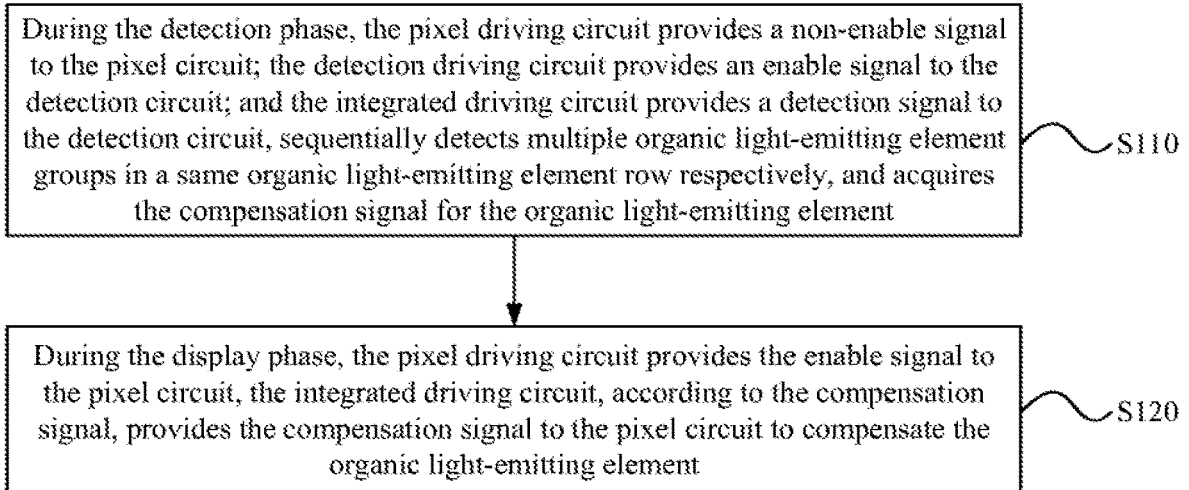 During the detection phase, the pixel driving circuit provides a non-enable signal
to the pixel circuit; the detection driving circuit provides an enable signal to the
detection circuit; and the integrated driving circuit provides a detection signal to
the detection circuit, sequentially detects multiple organic light-emitting element
groups in a same organic light-emitting element row respectively, and acquires
the compensation signal for the organic light-emitting element
S110
During the display phase, the pixel driving circuit provides the enable signal to
the pixel circuit, the integrated driving circuit, according to the compensation
signal, provides the compensation signal to the pixel circuit to compensate the
organic light-emitting element
S120